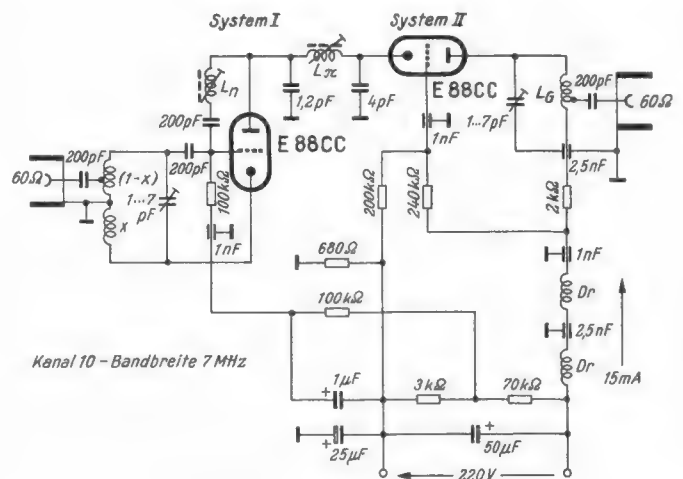 System I
System II
Ln
Lπ
1,2pF
4pF
E88CC
1nF
1...7pF
LG
200pF
60Ω
200pF
E88CC
60Ω
200pF
(1-x)
x
1...7
pF
200pF
100kΩ
1nF
200kΩ
240kΩ
2,5nF
2kΩ
680Ω
100kΩ
1nF
Dr
2,5nF
Dr
15mA
Kanal 10 – Bandbreite 7 MHz
1µF
+
3kΩ
70kΩ
25µF
+
50µF
+
220V